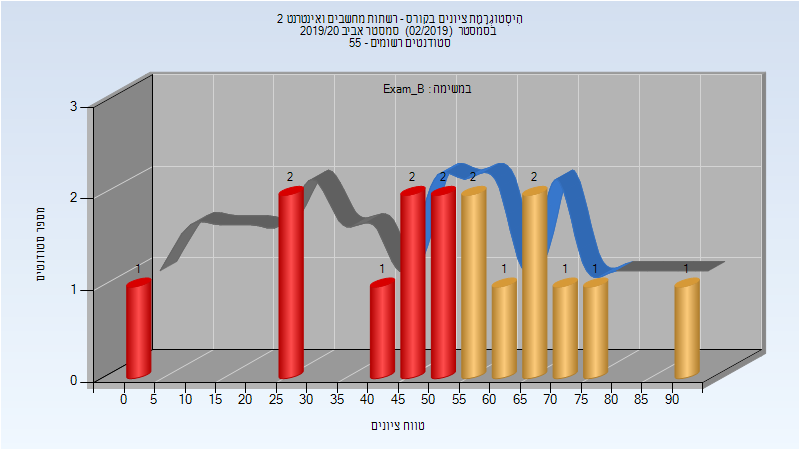 היסטוגרמת ציונים בקורס - רשתות מחשבים ואינטרנט 2
בסמסטר (02/2019) סמסטר אביב 2019/20
סטודנטים רשומים - 55
במשימה : Exam_B
מספר סטודנטים
3
2
1
0
1 2 1 2 2 2 1 2 1 1 1
0 5 10 15 20 25 30 35 40 45 50 55 60 65 70 75 80 85 90
טווח ציונים